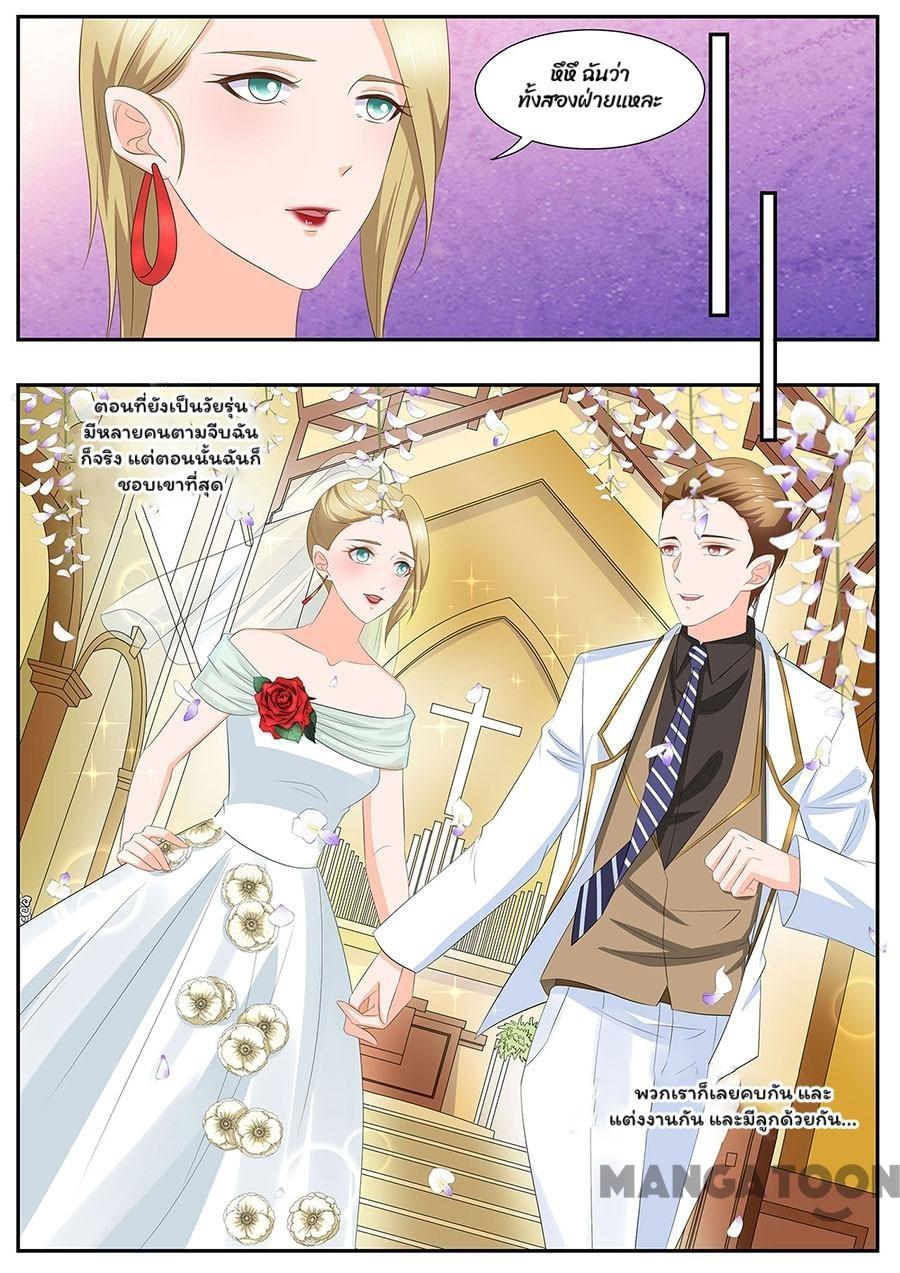 หึหึ ฉันว่า
ทั้งสองฝ่ายแหละ
ตอนที่ยังเป็นวัยรุ่น
มีหลายคนตามจีบฉัน
ก็จริง แต่ตอนนั้นฉันก็
ชอบเขาที่สุด
พวกเราก็เลยคบกัน และ
แต่งงานกัน และมีลูกด้วยกัน...
MANGATOON